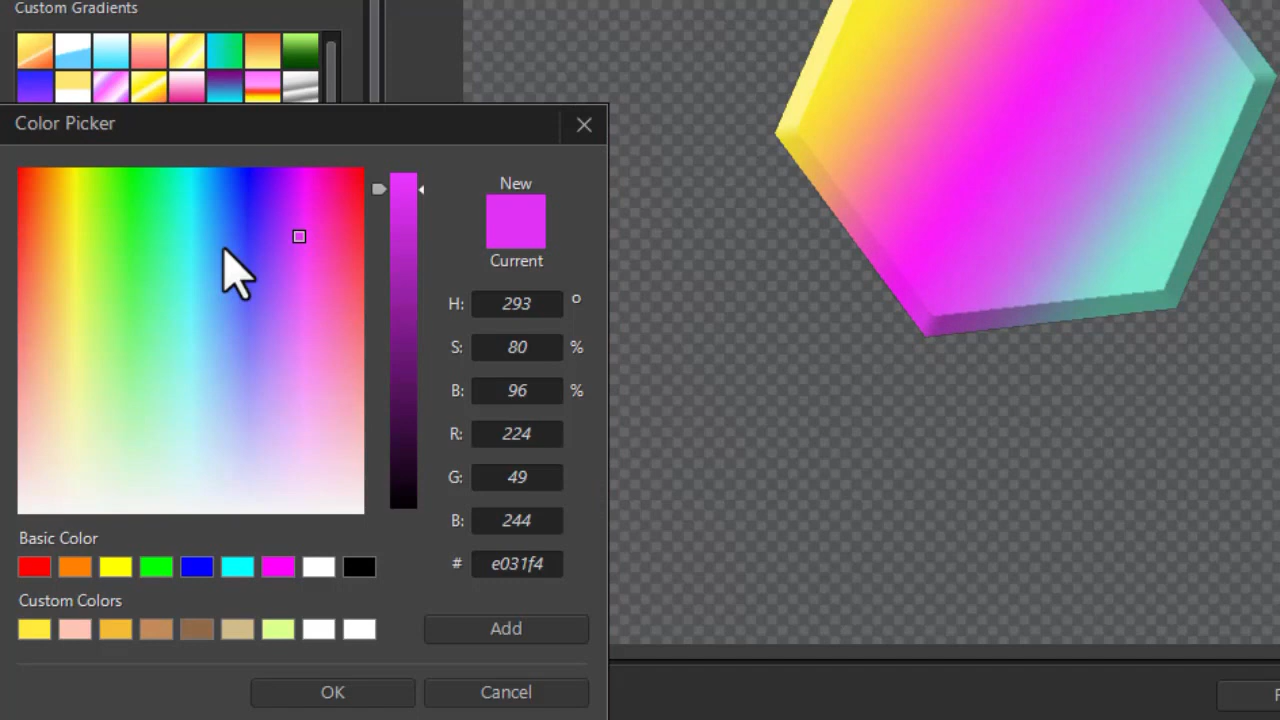 Custom Gradients
Color Picker
New
Current
H: 293 °
S: 80 %
B: 96 %
R: 224
G: 49
B: 244
# e031f4
Basic Color
Custom Colors
Add
OK
Cancel